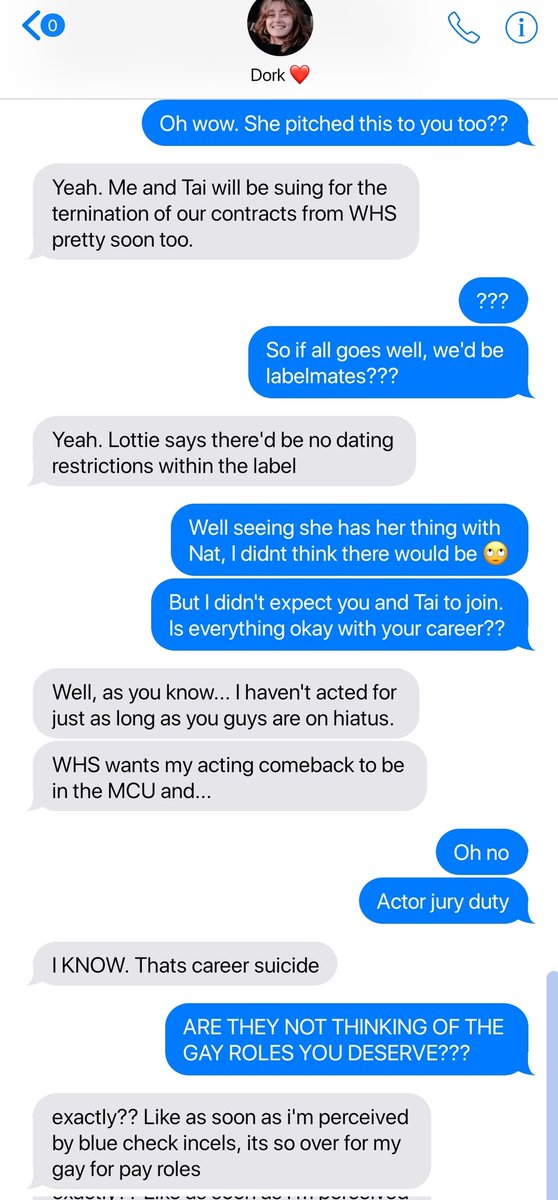 0
Dork ❤️
Oh wow. She pitched this to you too??
Yeah. Me and Tai will be suing for the
ternination of our contracts from WHS
pretty soon too.
???
So if all goes well, we'd be
labelmates???
Yeah. Lottie says there'd be no dating
restrictions within the label
Well seeing she has her thing with
Nat, I didnt think there would be 🙄
But I didn't expect you and Tai to join.
Is everything okay with your career??
Well, as you know... I haven't acted for
just as long as you guys are on hiatus.
WHS wants my acting comeback to be
in the MCU and...
Oh no
Actor jury duty
I KNOW. Thats career suicide
ARE THEY NOT THINKING OF THE
GAY ROLES YOU DESERVE???
exactly?? Like as soon as i'm perceived
by blue check incels, its so over for my
gay for pay roles
exactly?? Like as soon as i'm perceived